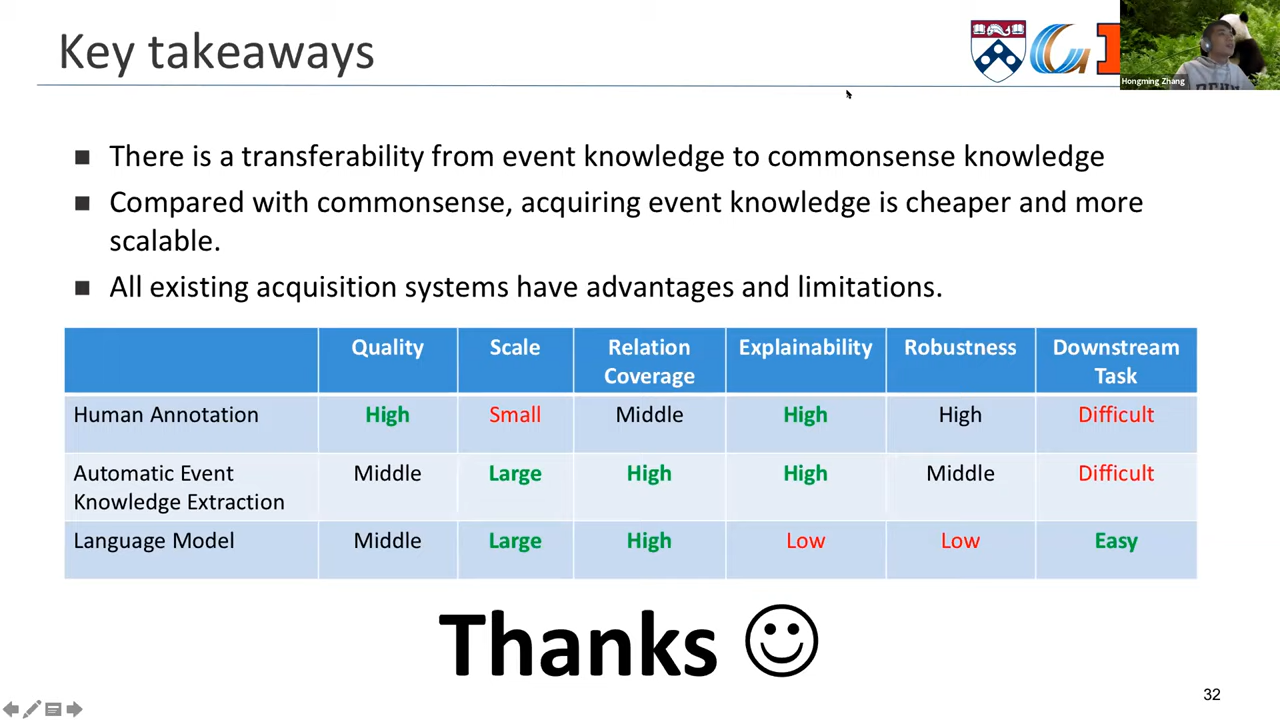 Key takeaways
Hongming Zhang
There is a transferability from event knowledge to commonsense knowledge
Compared with commonsense, acquiring event knowledge is cheaper and more
scalable.
All existing acquisition systems have advantages and limitations.
Quality Scale Relation Coverage Explainability Robustness Downstream Task
Human Annotation High Small Middle High High Difficult
Automatic Event Knowledge Extraction Middle Large High High Middle Difficult
Language Model Middle Large High Low Low Easy
Thanks
32